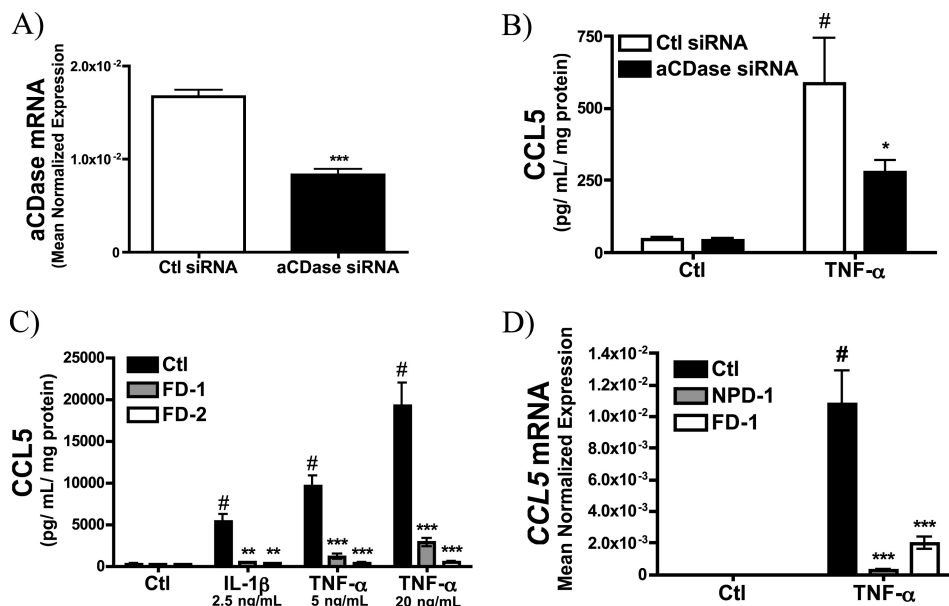 A)
aCDase mRNA
(Mean Normalized Expression)
2.0x10-2
1.0x10-2
0
***
Ctl siRNA
aCDase siRNA
B)
CCL5
(pg/ mL/ mg protein)
750
500
250
0
Ctl siRNA
aCDase siRNA
#
*
Ctl
TNF-α
C)
CCL5
(pg/ mL/ mg protein)
25000
20000
15000
10000
5000
0
Ctl
FD-1
FD-2
#
** **
#
*** ***
#
***
***
Ctl
IL-1β
2.5 ng/mL
TNF-α
5 ng/mL
TNF-α
20 ng/mL
D)
CCL5 mRNA
Mean Normalized Expression
1.4x10-2
1.2x10-2
1.0x10-2
8.0x10-3
6.0x10-3
4.0x10-3
2.0x10-3
0
Ctl
NPD-1
FD-1
#
***
***
Ctl
TNF-α